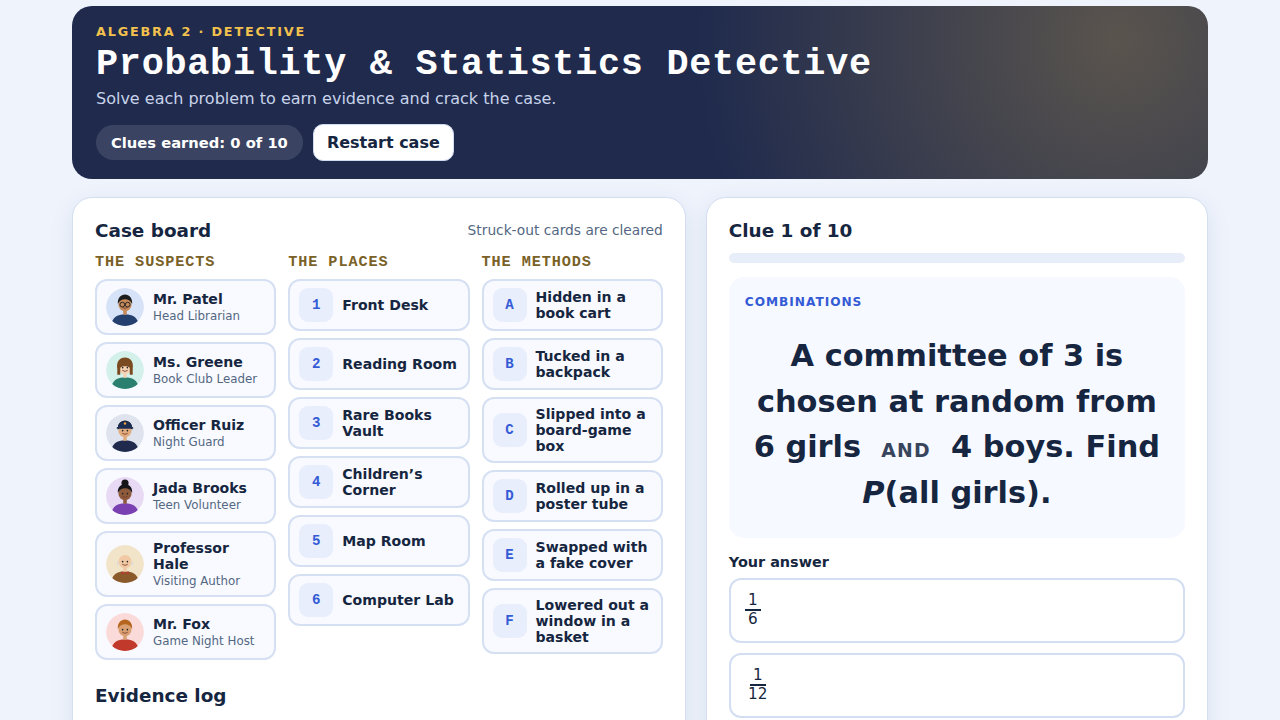 ALGEBRA 2 · DETECTIVE
Probability & Statistics Detective
Solve each problem to earn evidence and crack the case.
Clues earned: 0 of 10
Restart case
Case board
Struck-out cards are cleared
THE SUSPECTS
Mr. Patel
Head Librarian
Ms. Greene
Book Club Leader
Officer Ruiz
Night Guard
Jada Brooks
Teen Volunteer
Professor
Hale
Visiting Author
Mr. Fox
Game Night Host
THE PLACES
1 Front Desk
2 Reading Room
3 Rare Books
Vault
4 Children’s
Corner
5 Map Room
6 Computer Lab
THE METHODS
A Hidden in a
book cart
B Tucked in a
backpack
C Slipped into a
board-game
box
D Rolled up in a
poster tube
E Swapped with
a fake cover
F Lowered out a
window in a
basket
Evidence log
Clue 1 of 10
COMBINATIONS
A committee of 3 is
chosen at random from
6 girls AND 4 boys. Find
P(all girls).
Your answer
1
6
1
12